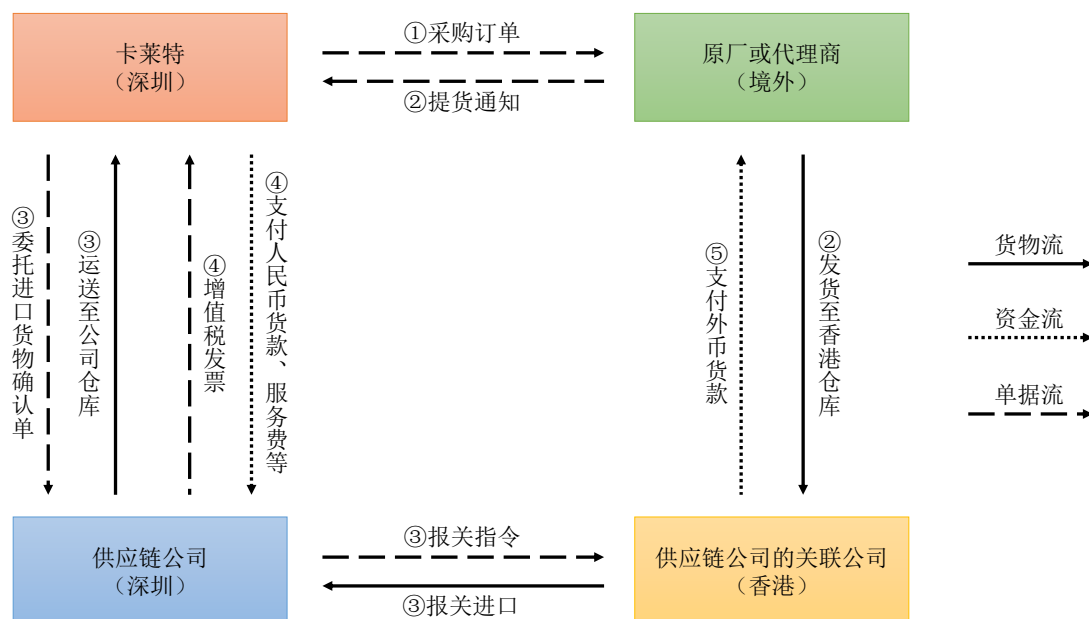 卡莱特
（深圳）
①采购订单
②提货通知
原厂或代理商
（境外）
③委托进口货物确认单
③运送至公司仓库
④增值税发票
④支付人民币货款、服务费等
⑤支付外币货款
②发货至香港仓库
货物流
资金流
单据流
供应链公司
（深圳）
③报关指令
③报关进口
供应链公司的关联公司
（香港）